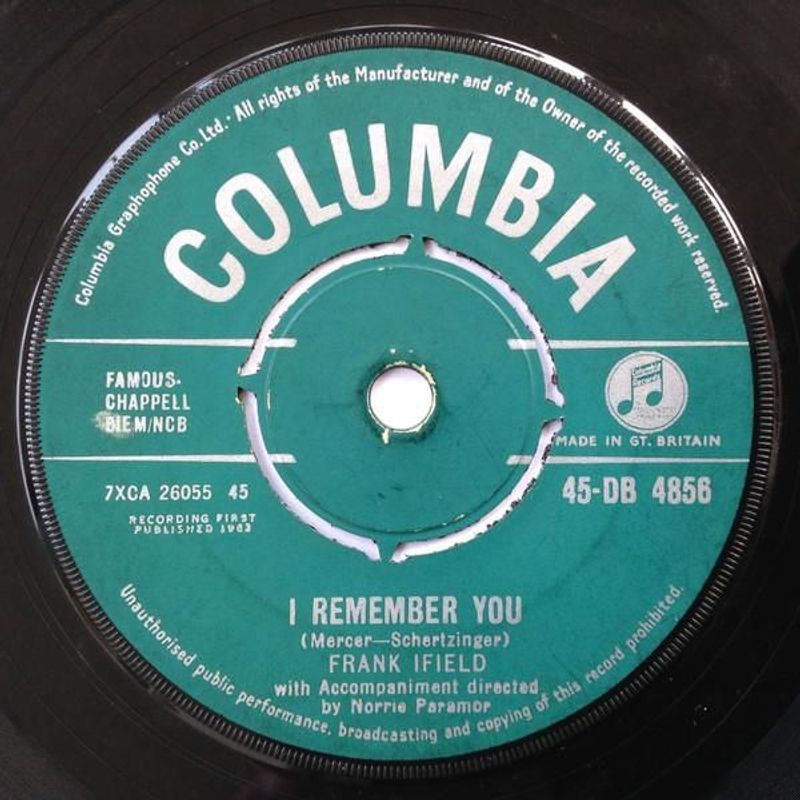 Columbia Graphophone Co. Ltd. · All rights of the Manufacturer and of the Owner of the recorded work reserved.
COLUMBIA
FAMOUS-
CHAPPELL
BIEM/NCB
Columbia
Records
MADE IN GT. BRITAIN
7XCA 26055 45
45-DB 4856
RECORDING FIRST
PUBLISHED 1962
I REMEMBER YOU
(Mercer—Schertzinger)
FRANK IFIELD
with Accompaniment directed
by Norrie Paramor
Unauthorised public performance, broadcasting and copying of this record prohibited.